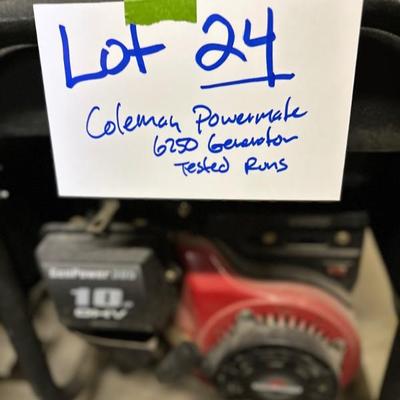 Lot 24
Coleman Powermate
6250 Generator
Tested Runs
10
OHV